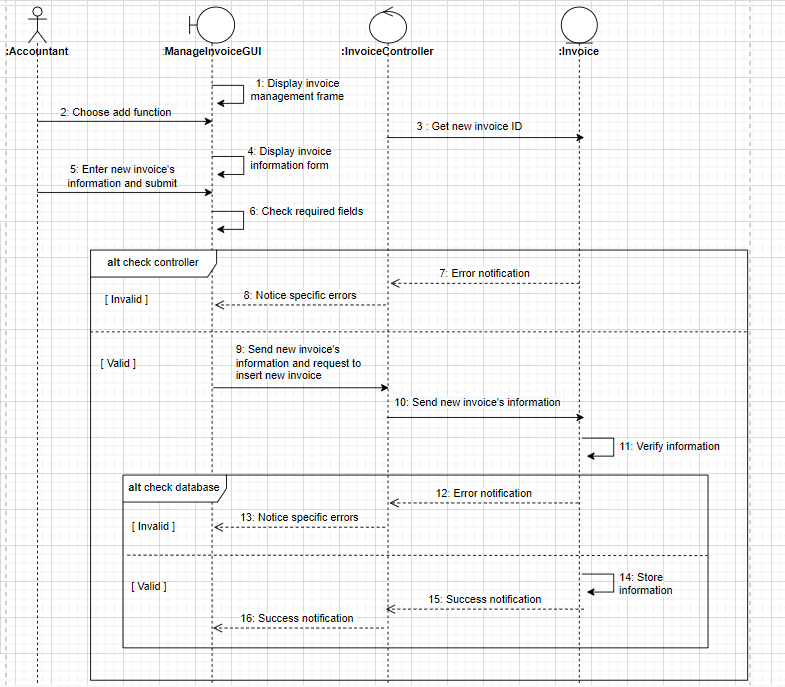 :Accountant
:ManageInvoiceGUI
:InvoiceController
:Invoice
1: Display invoice
management frame
2: Choose add function
3 : Get new invoice ID
4: Display invoice
information form
5: Enter new invoice's
information and submit
6: Check required fields
alt check controller
7: Error notification
[ Invalid ]
8: Notice specific errors
[ Valid ]
9: Send new invoice's
information and request to
insert new invoice
10: Send new invoice's information
11: Verify information
alt check database
12: Error notification
[ Invalid ]
13: Notice specific errors
[ Valid ]
14: Store
information
15: Success notification
16: Success notification